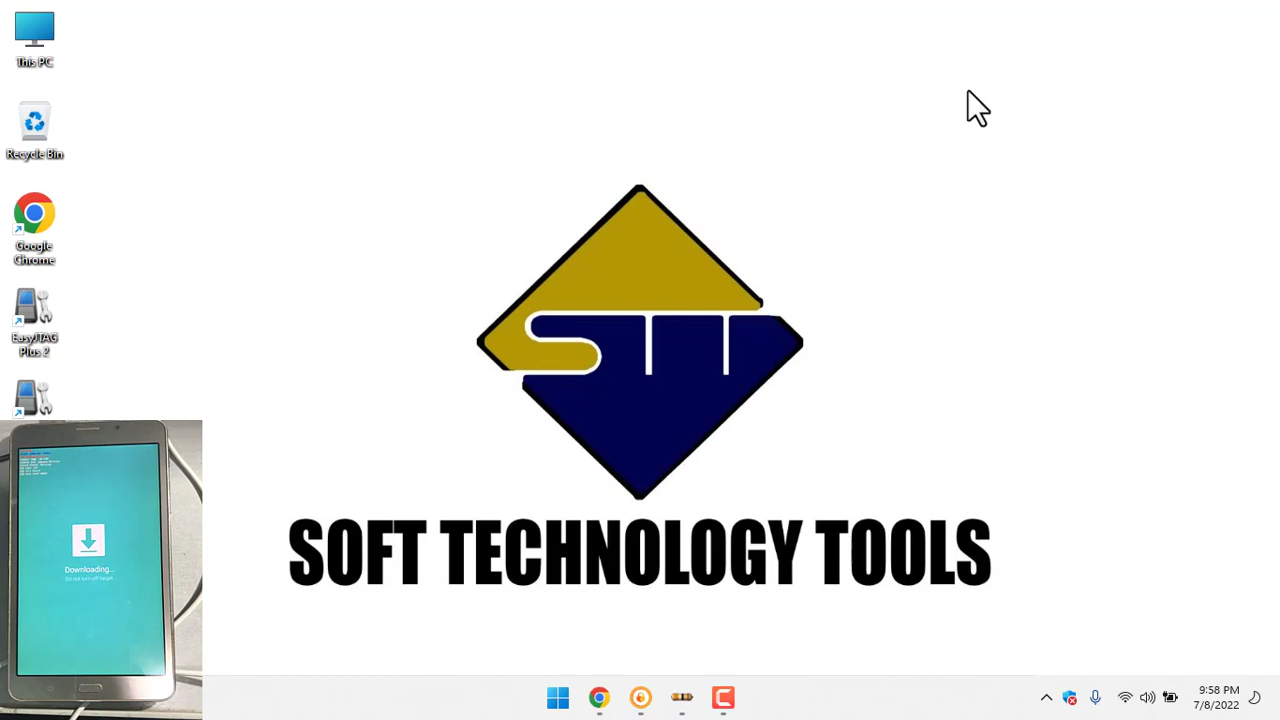 This PC
Recycle Bin
Google
Chrome
EasyJTAG
Plus 2
STT
SOFT TECHNOLOGY TOOLS
Downloading...
Do not turn off target
9:58 PM
7/8/2022